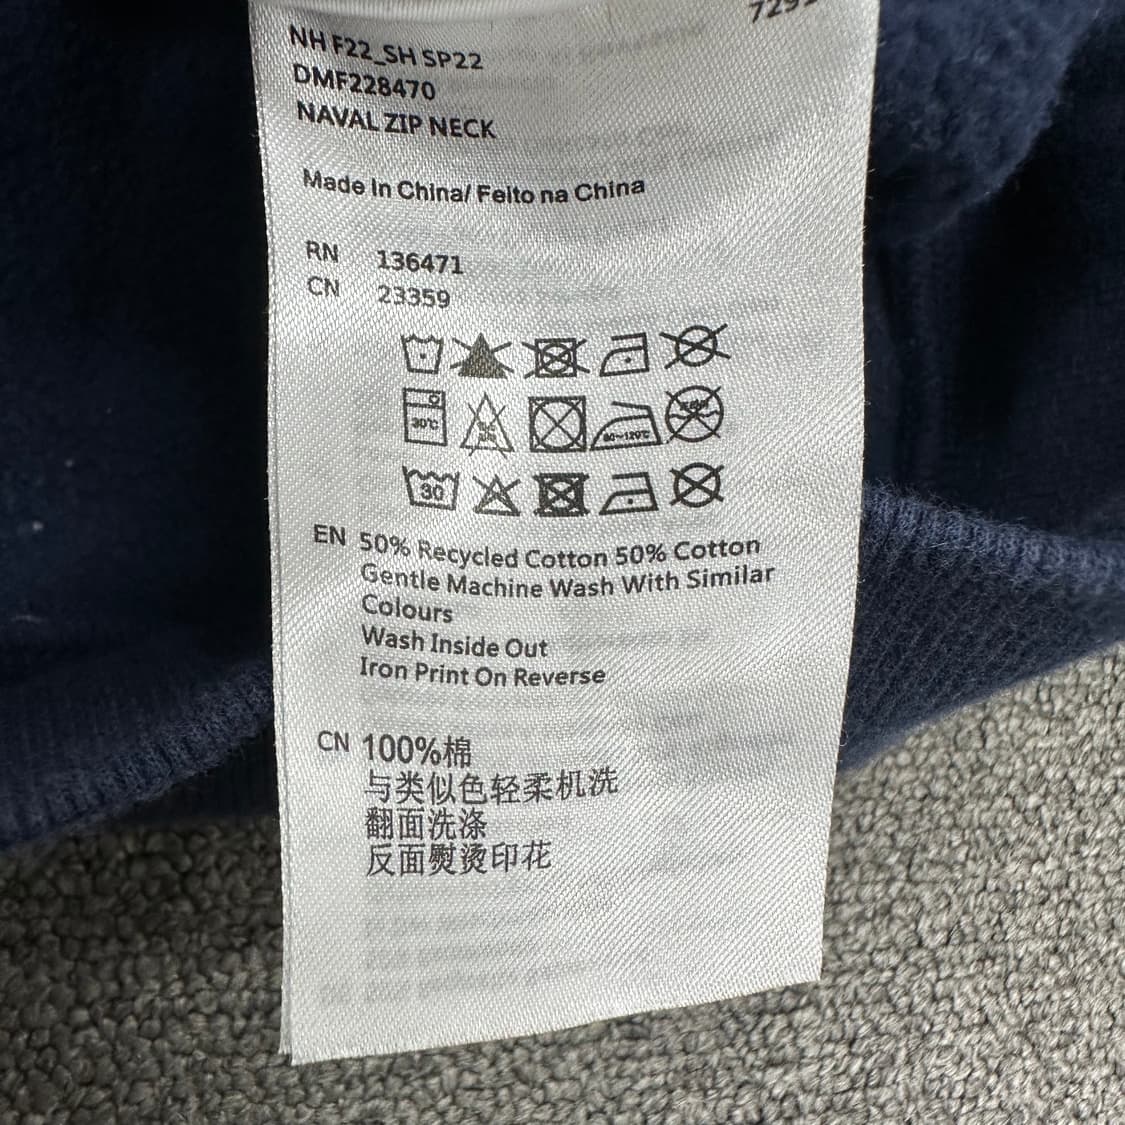 NH F22_SH SP22
DMF228470
NAVAL ZIP NECK
Made In China/ Feito na China
RN 136471
CN 23359
30℃
80~120℃
30
EN 50% Recycled Cotton 50% Cotton
Gentle Machine Wash With Similar
Colours
Wash Inside Out
Iron Print On Reverse
CN 100%棉
与类似色轻柔机洗
翻面洗涤
反面熨烫印花